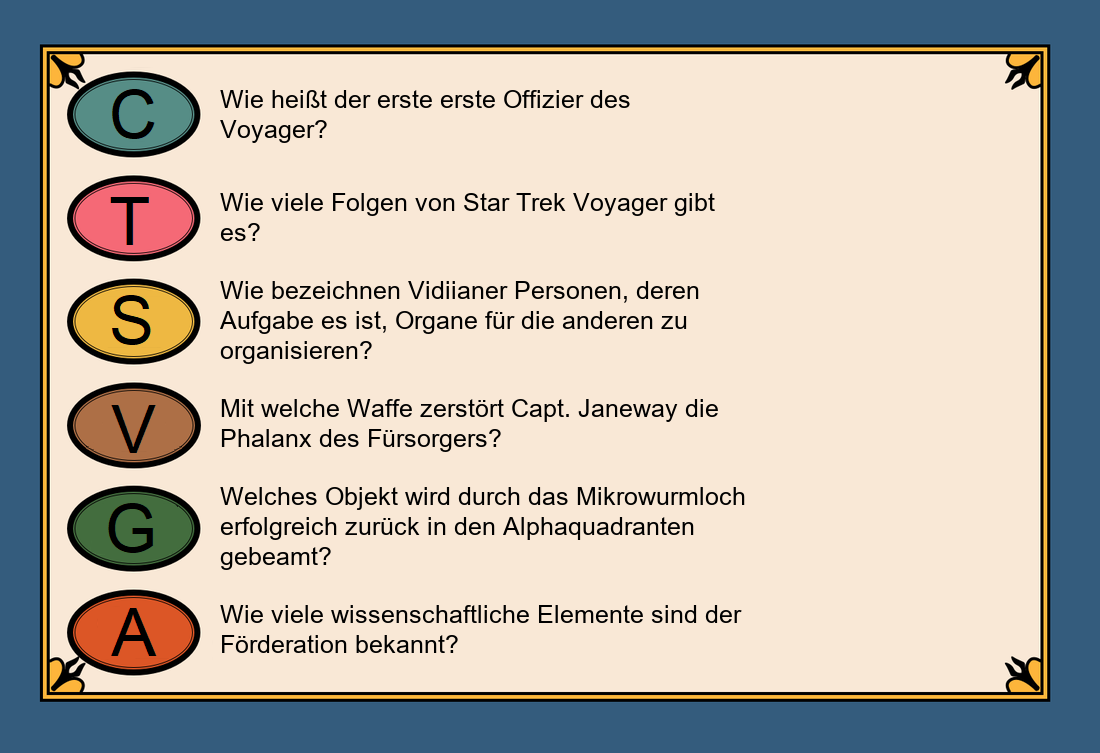 C
Wie heißt der erste erste Offizier des
Voyager?
T
Wie viele Folgen von Star Trek Voyager gibt
es?
S
Wie bezeichnen Vidiianer Personen, deren
Aufgabe es ist, Organe für die anderen zu
organisieren?
V
Mit welche Waffe zerstört Capt. Janeway die
Phalanx des Fürsorgers?
G
Welches Objekt wird durch das Mikrowurmloch
erfolgreich zurück in den Alphaquadranten
gebeamt?
A
Wie viele wissenschaftliche Elemente sind der
Förderation bekannt?